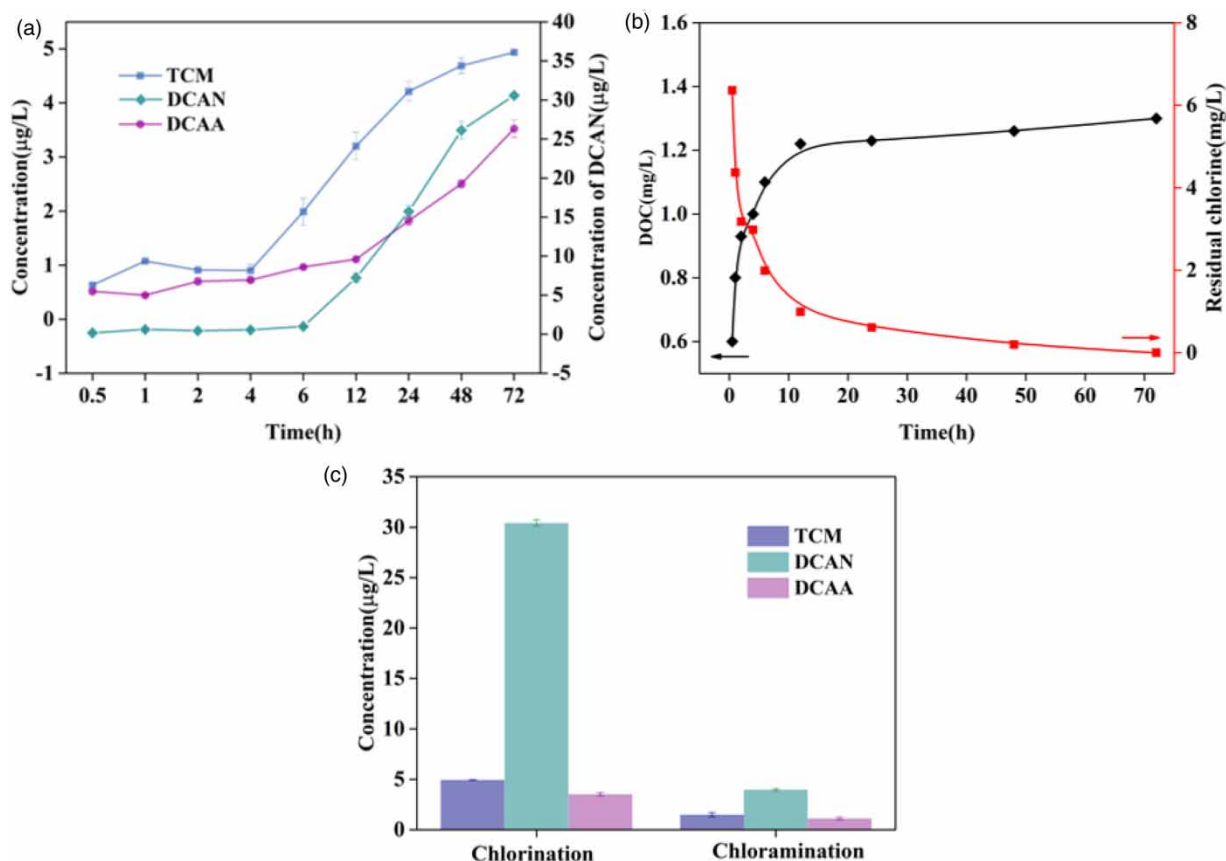 (a)
TCM
DCAN
DCAA
Concentration(μg/L)
5
4
3
2
1
0
-1
40
35
30
25
20
15
10
5
0
-5
Concentration of DCAN(μg/L)
0.5 1 2 4 6 12 24 48 72
Time(h)
(b)
DOC(mg/L)
1.6
1.4
1.2
1.0
0.8
0.6
8
6
4
2
0
Residual chlorine(mg/L)
0 10 20 30 40 50 60 70
Time(h)
(c)
Concentration(μg/L)
35
30
25
20
15
10
5
0
TCM
DCAN
DCAA
Chlorination Chloramination